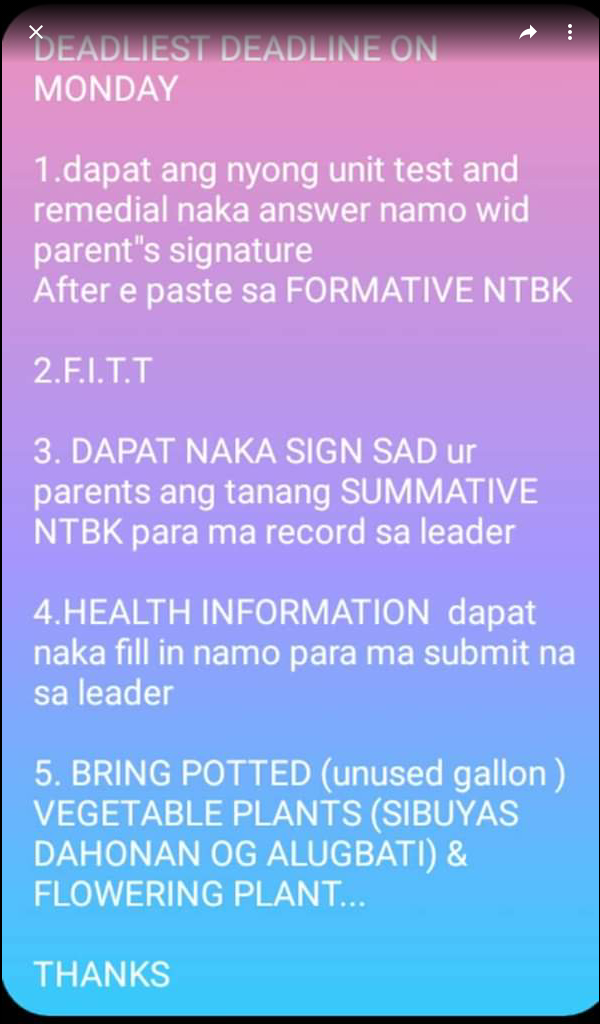 DEADLIEST DEADLINE ON
MONDAY
1.dapat ang nyong unit test and
remedial naka answer namo wid
parent"s signature
After e paste sa FORMATIVE NTBK
2.F.I.T.T
3. DAPAT NAKA SIGN SAD ur
parents ang tanang SUMMATIVE
NTBK para ma record sa leader
4.HEALTH INFORMATION  dapat
naka fill in namo para ma submit na
sa leader
5. BRING POTTED (unused gallon )
VEGETABLE PLANTS (SIBUYAS
DAHONAN OG ALUGBATI) &
FLOWERING PLANT...
THANKS